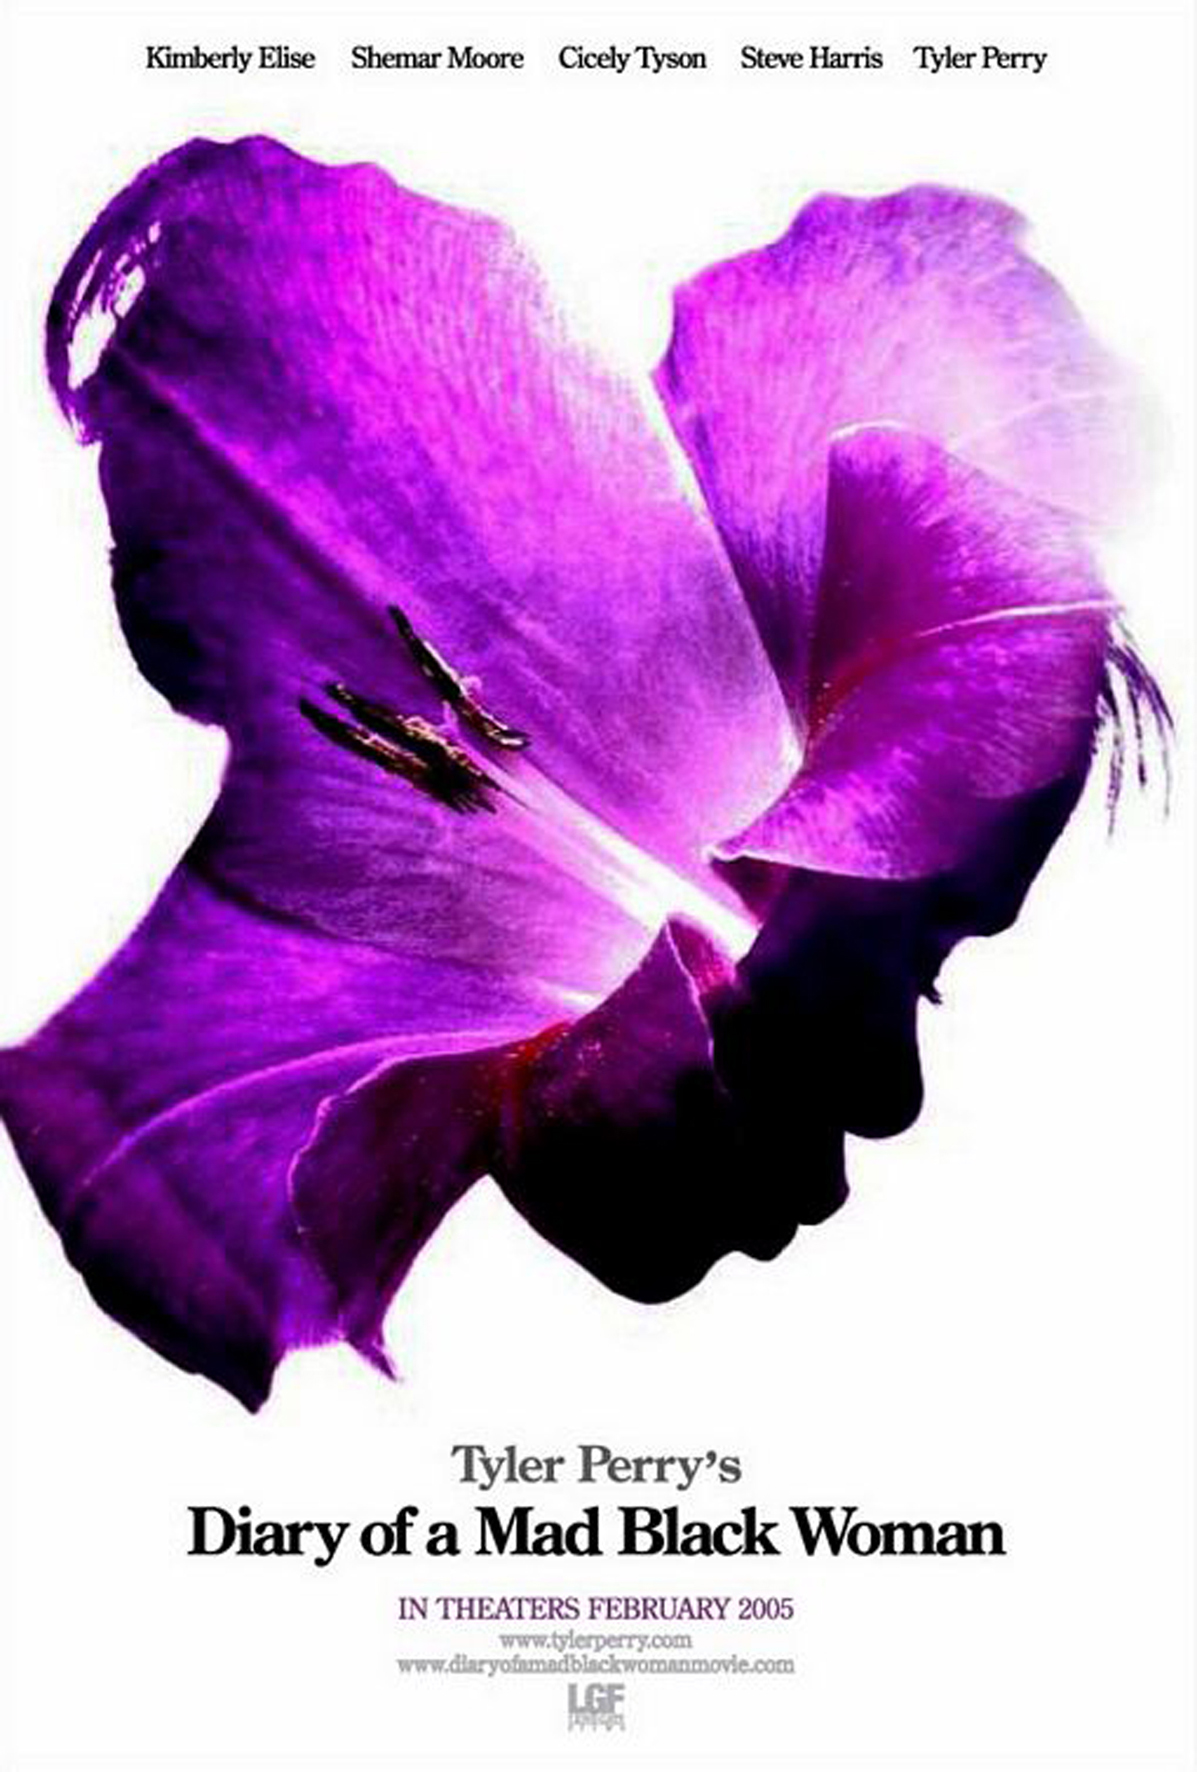 Kimberly Elise Shemar Moore Cicely Tyson Steve Harris Tyler Perry
Tyler Perry's
Diary of a Mad Black Woman
IN THEATERS FEBRUARY 2005
www.tylerperry.com
www.diaryofamadblackwomanmovie.com
LGF